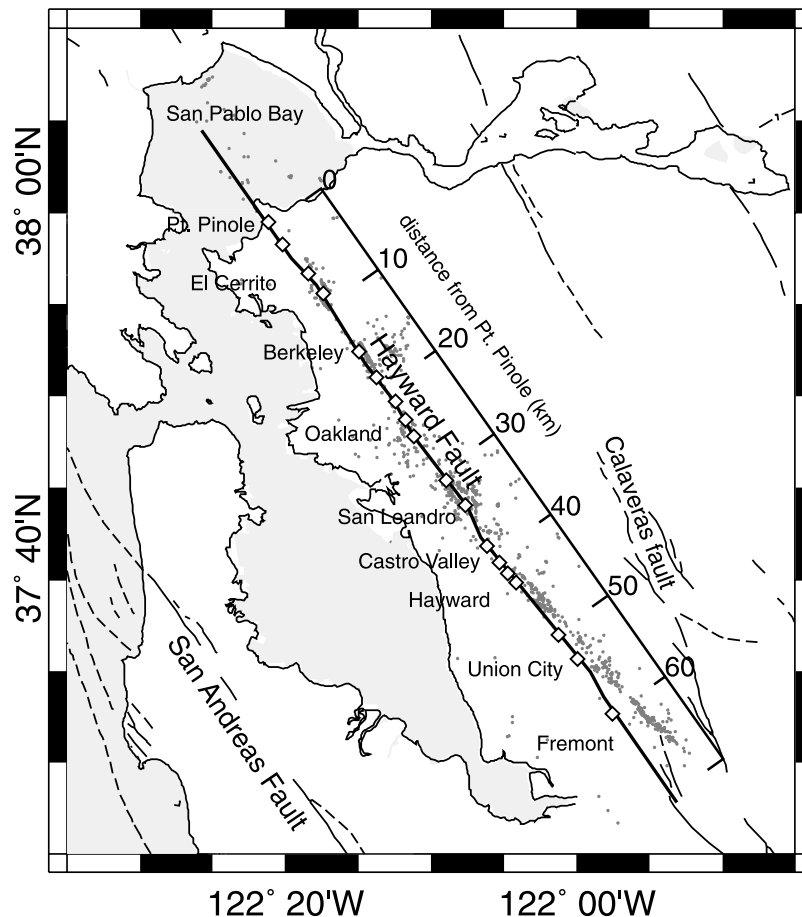 San Pablo Bay
38° 00'N
0
Pt. Pinole
distance from Pt. Pinole (km)
10
El Cerrito
20
Berkeley
Hayward Fault
30
Oakland
Calaveras fault
40
San Leandro
37° 40'N
Castro Valley
50
Hayward
San Andreas Fault
Union City
60
Fremont
122° 20'W
122° 00'W